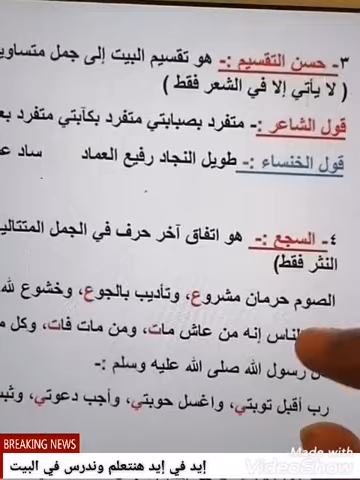 ٣- حسن التقسيم :- هو تقسيم البيت إلى جمل متساوي
( لا يأتي إلا في الشعر فقط )
قول الشاعر :- متفرد بصبابتي متفرد بكآبتي متفرد بع
قول الخنساء :- طويل النجاد رفيع العماد ساد ع
٤- السجع :- هو اتفاق آخر حرف في الجمل المتتالي
النثر فقط)
الصوم حرمان مشروع، وتأديب بالجوع، وخشوع لله
الناس إنه من عاش مات، ومن مات فات، وكل م
رسول الله صلى الله عليه وسلم :-
رب أقبل توبتي، واغسل حوبتي، وأجب دعوتي، وثب
BREAKING NEWS
إيد في إيد هنتعلم وندرس في البيت
Made with
VideoShow